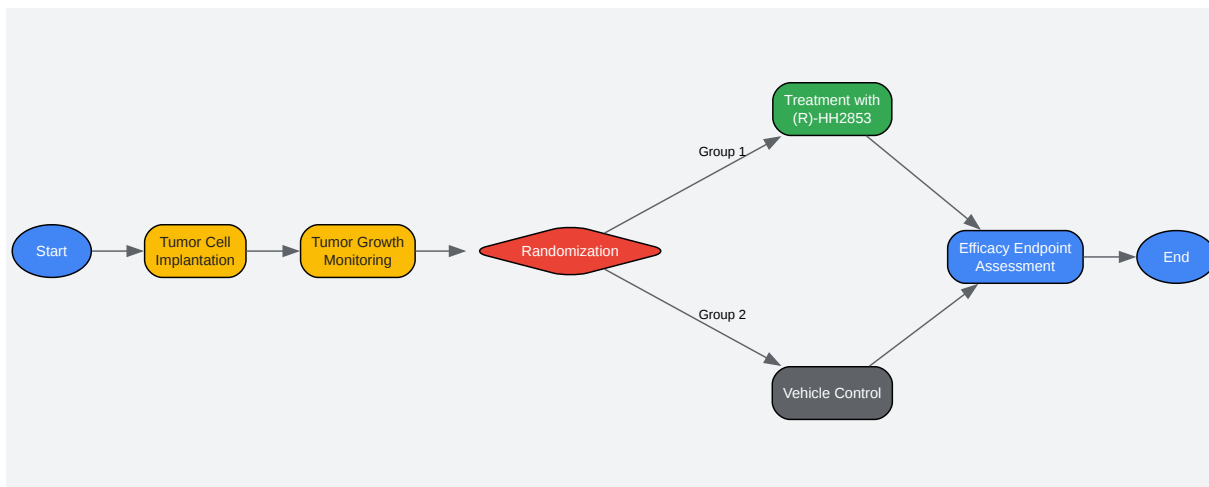 Start
Tumor Cell
Implantation
Tumor Growth
Monitoring
Randomization
Group 1
Treatment with
(R)-HH2853
Group 2
Vehicle Control
Efficacy Endpoint
Assessment
End